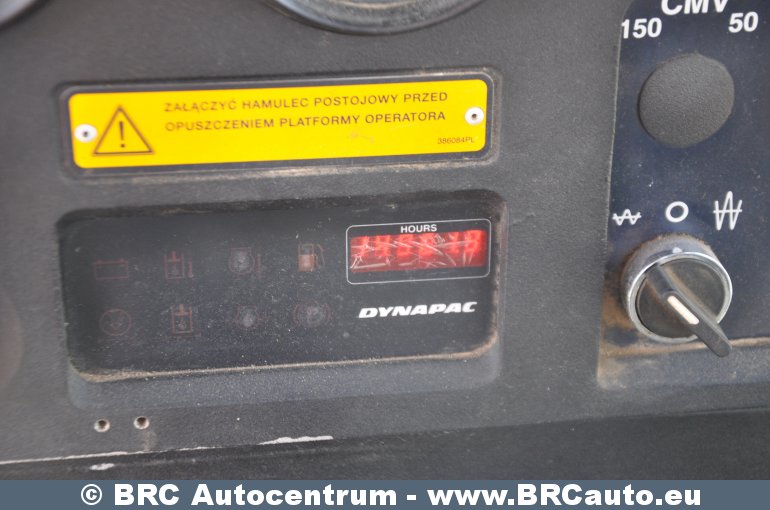 CMV
150 50
ZAŁĄCZYĆ HAMULEC POSTOJOWY PRZED
OPUSZCZENIEM PLATFORMY OPERATORA
386084PL
HOURS
DYNAPAC
© BRC Autocentrum - www.BRCauto.eu